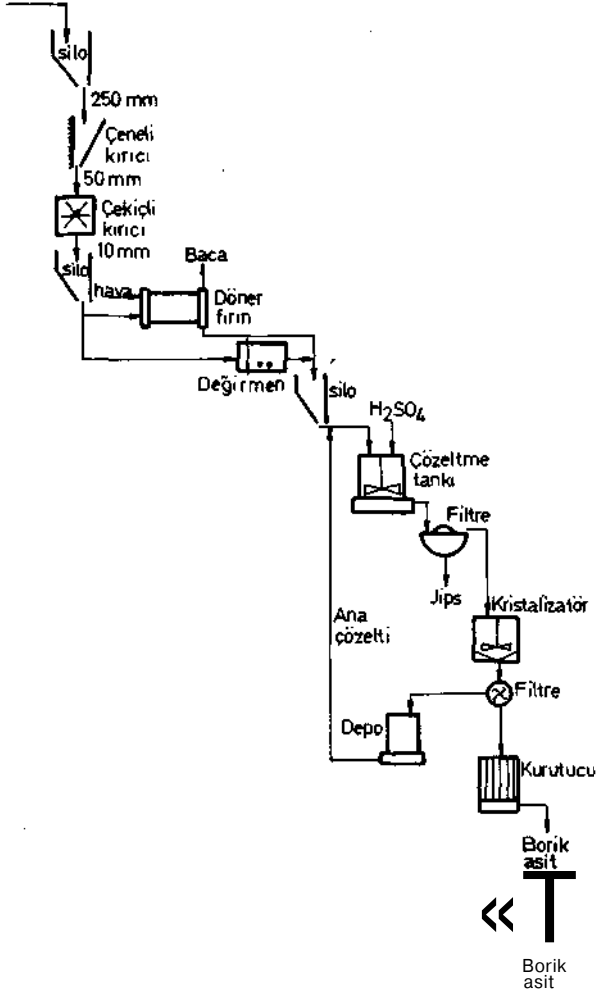 silo
250 mm
Çeneli
kırıcı
50 mm
Çekiçli
kırıcı
10 mm
silo
hava
Baca
Döner
fırın
Değirmen
silo
H₂SO₄
Çözeltme
tankı
Filtre
Jips
Kristalizatör
Ana
çözelti
Filtre
Depo
Kurutucu
Borik
asit
« T
Borik
asit